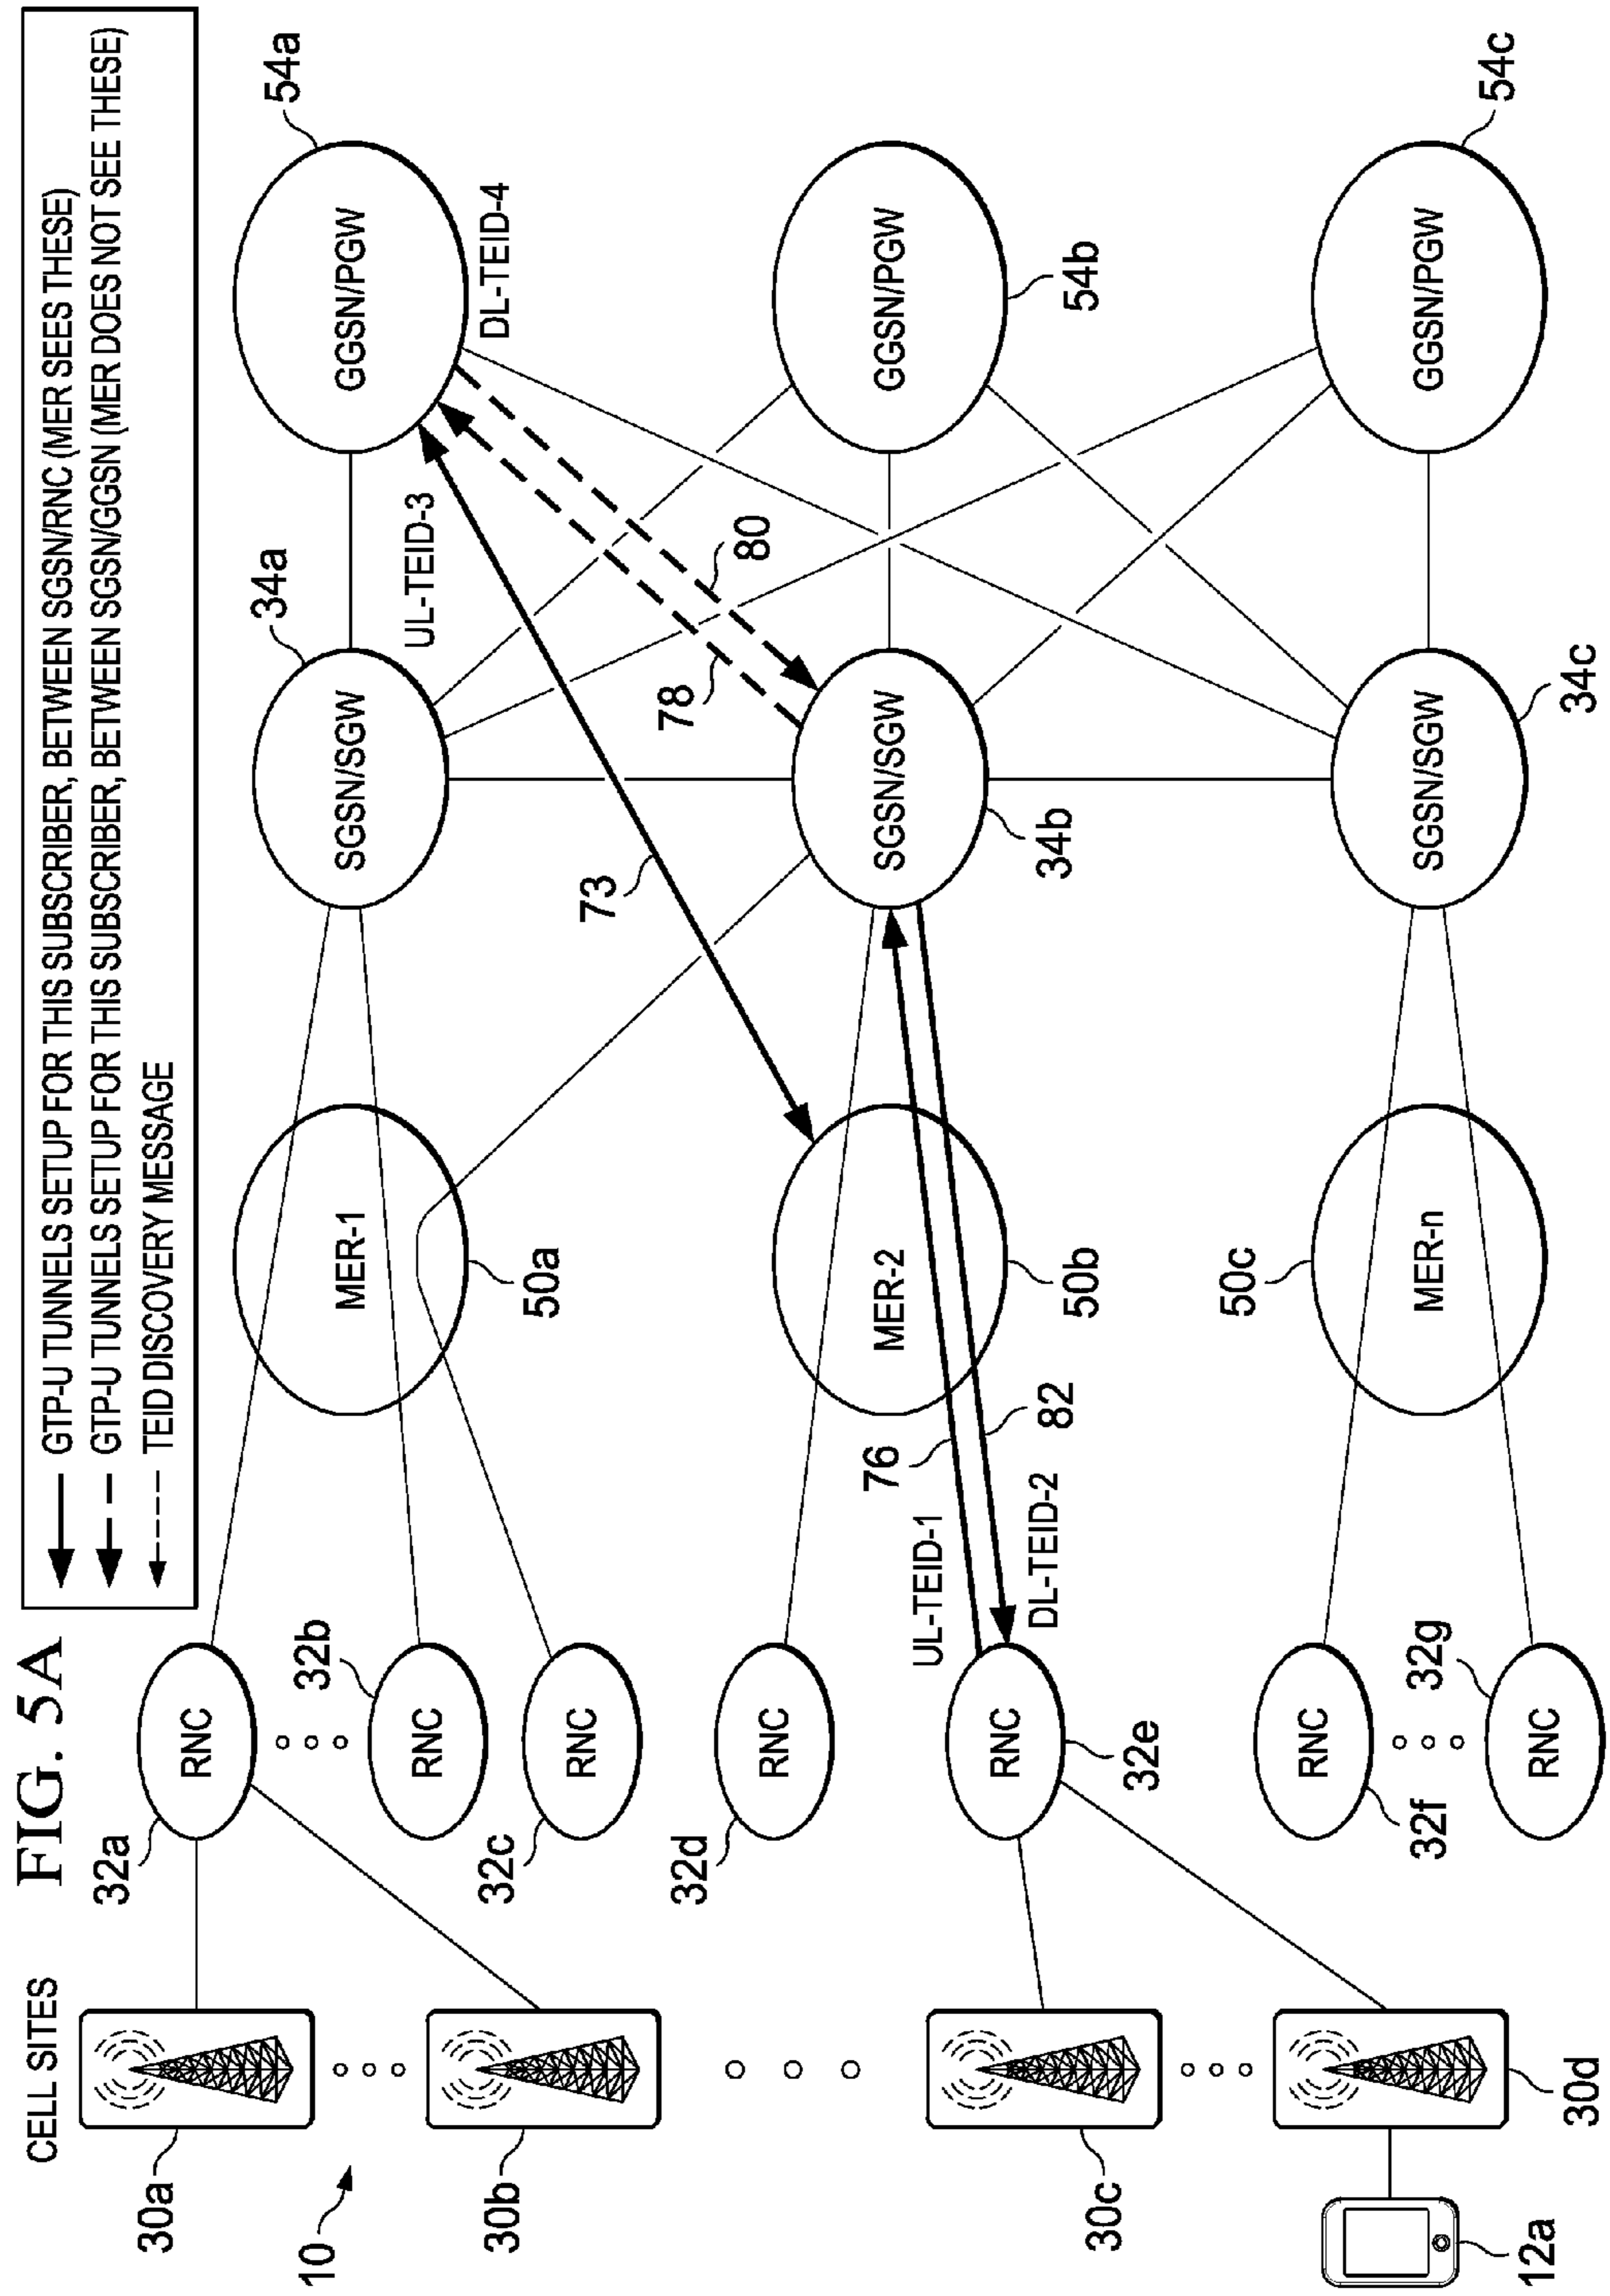 FIG. 5A
GTP-U TUNNELS SETUP FOR THIS SUBSCRIBER, BETWEEN SGSN/RNC (MER SEES THESE)
GTP-U TUNNELS SETUP FOR THIS SUBSCRIBER, BETWEEN SGSN/GGSN (MER DOES NOT SEE THESE)
TEID DISCOVERY MESSAGE
CELL SITES
30a
10
30b
30c
30d
12a
32a
RNC
32b
RNC
32c
RNC
32d
RNC
RNC
32e
RNC
32f
32g
RNC
UL-TEID-1
DL-TEID-2
76
82
MER-1
50a
MER-2
50b
50c
MER-n
73
34a
SGSN/SGW
SGSN/SGW
34b
SGSN/SGW
34c
UL-TEID-3
78
80
54a
GGSN/PGW
DL-TEID-4
GGSN/PGW
54b
GGSN/PGW
54c